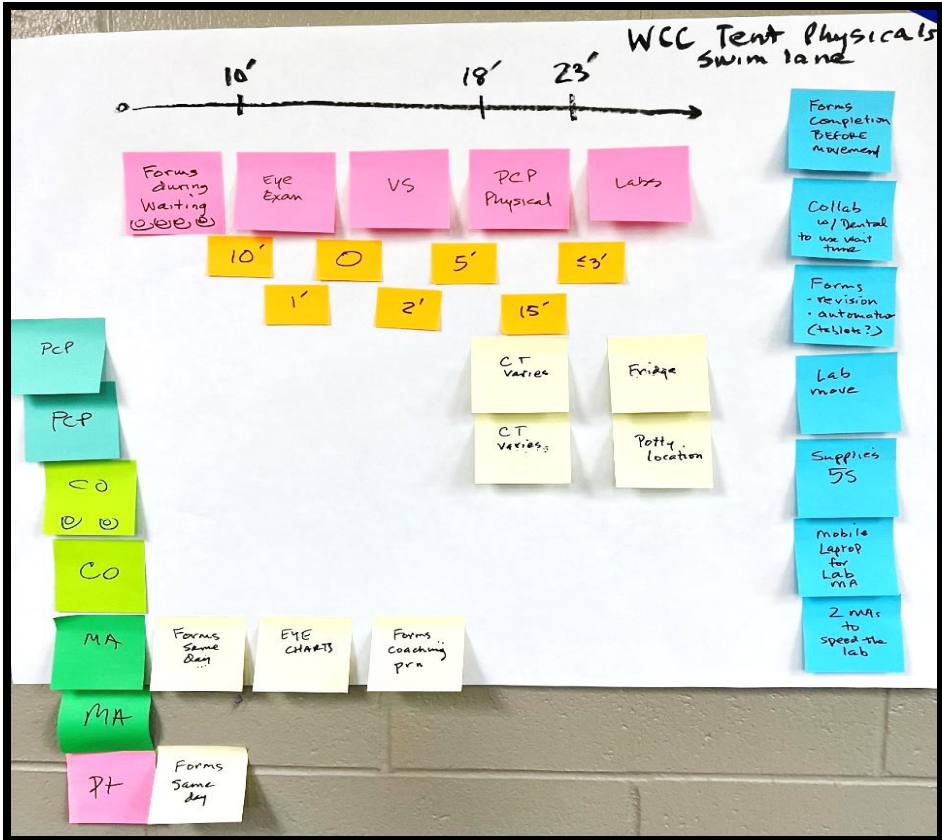 WCC Tent Physicals
Swim lane
0
10'
18'
23'
Forms
during
Waiting
Eye
Exam
VS
PCP
Physical
Labs
10'
0
5'
≤3'
1'
2'
15'
CT
varies
Fridge
CT
varies
Potty
location
PCP
PCP
CO
CO
MA
Forms
same
day
EYE
CHARTS
Forms
coaching
prn
MA
Pt
Forms
Same
day
Forms
Completion
BEFORE
movement
Collab
w/Dental
to use wait
time
Forms
- revision
• automation
(tablets?)
Lab
move
Supplies
5S
mobile
Laptop
for
Lab
MA
2 MAs
to
speed the
lab